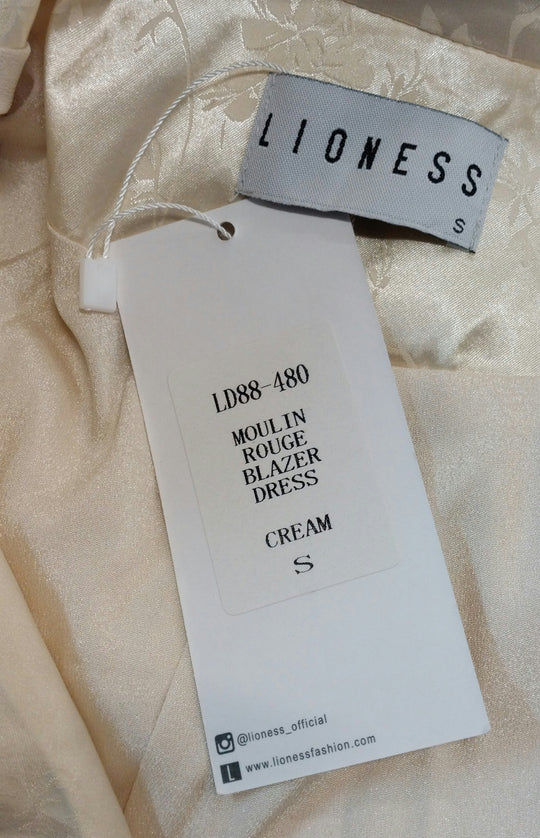 LIONESS
S
LD88-480
MOULIN
ROUGE
BLAZER
DRESS
CREAM
S
@lioness_official
L www.lionessfashion.com